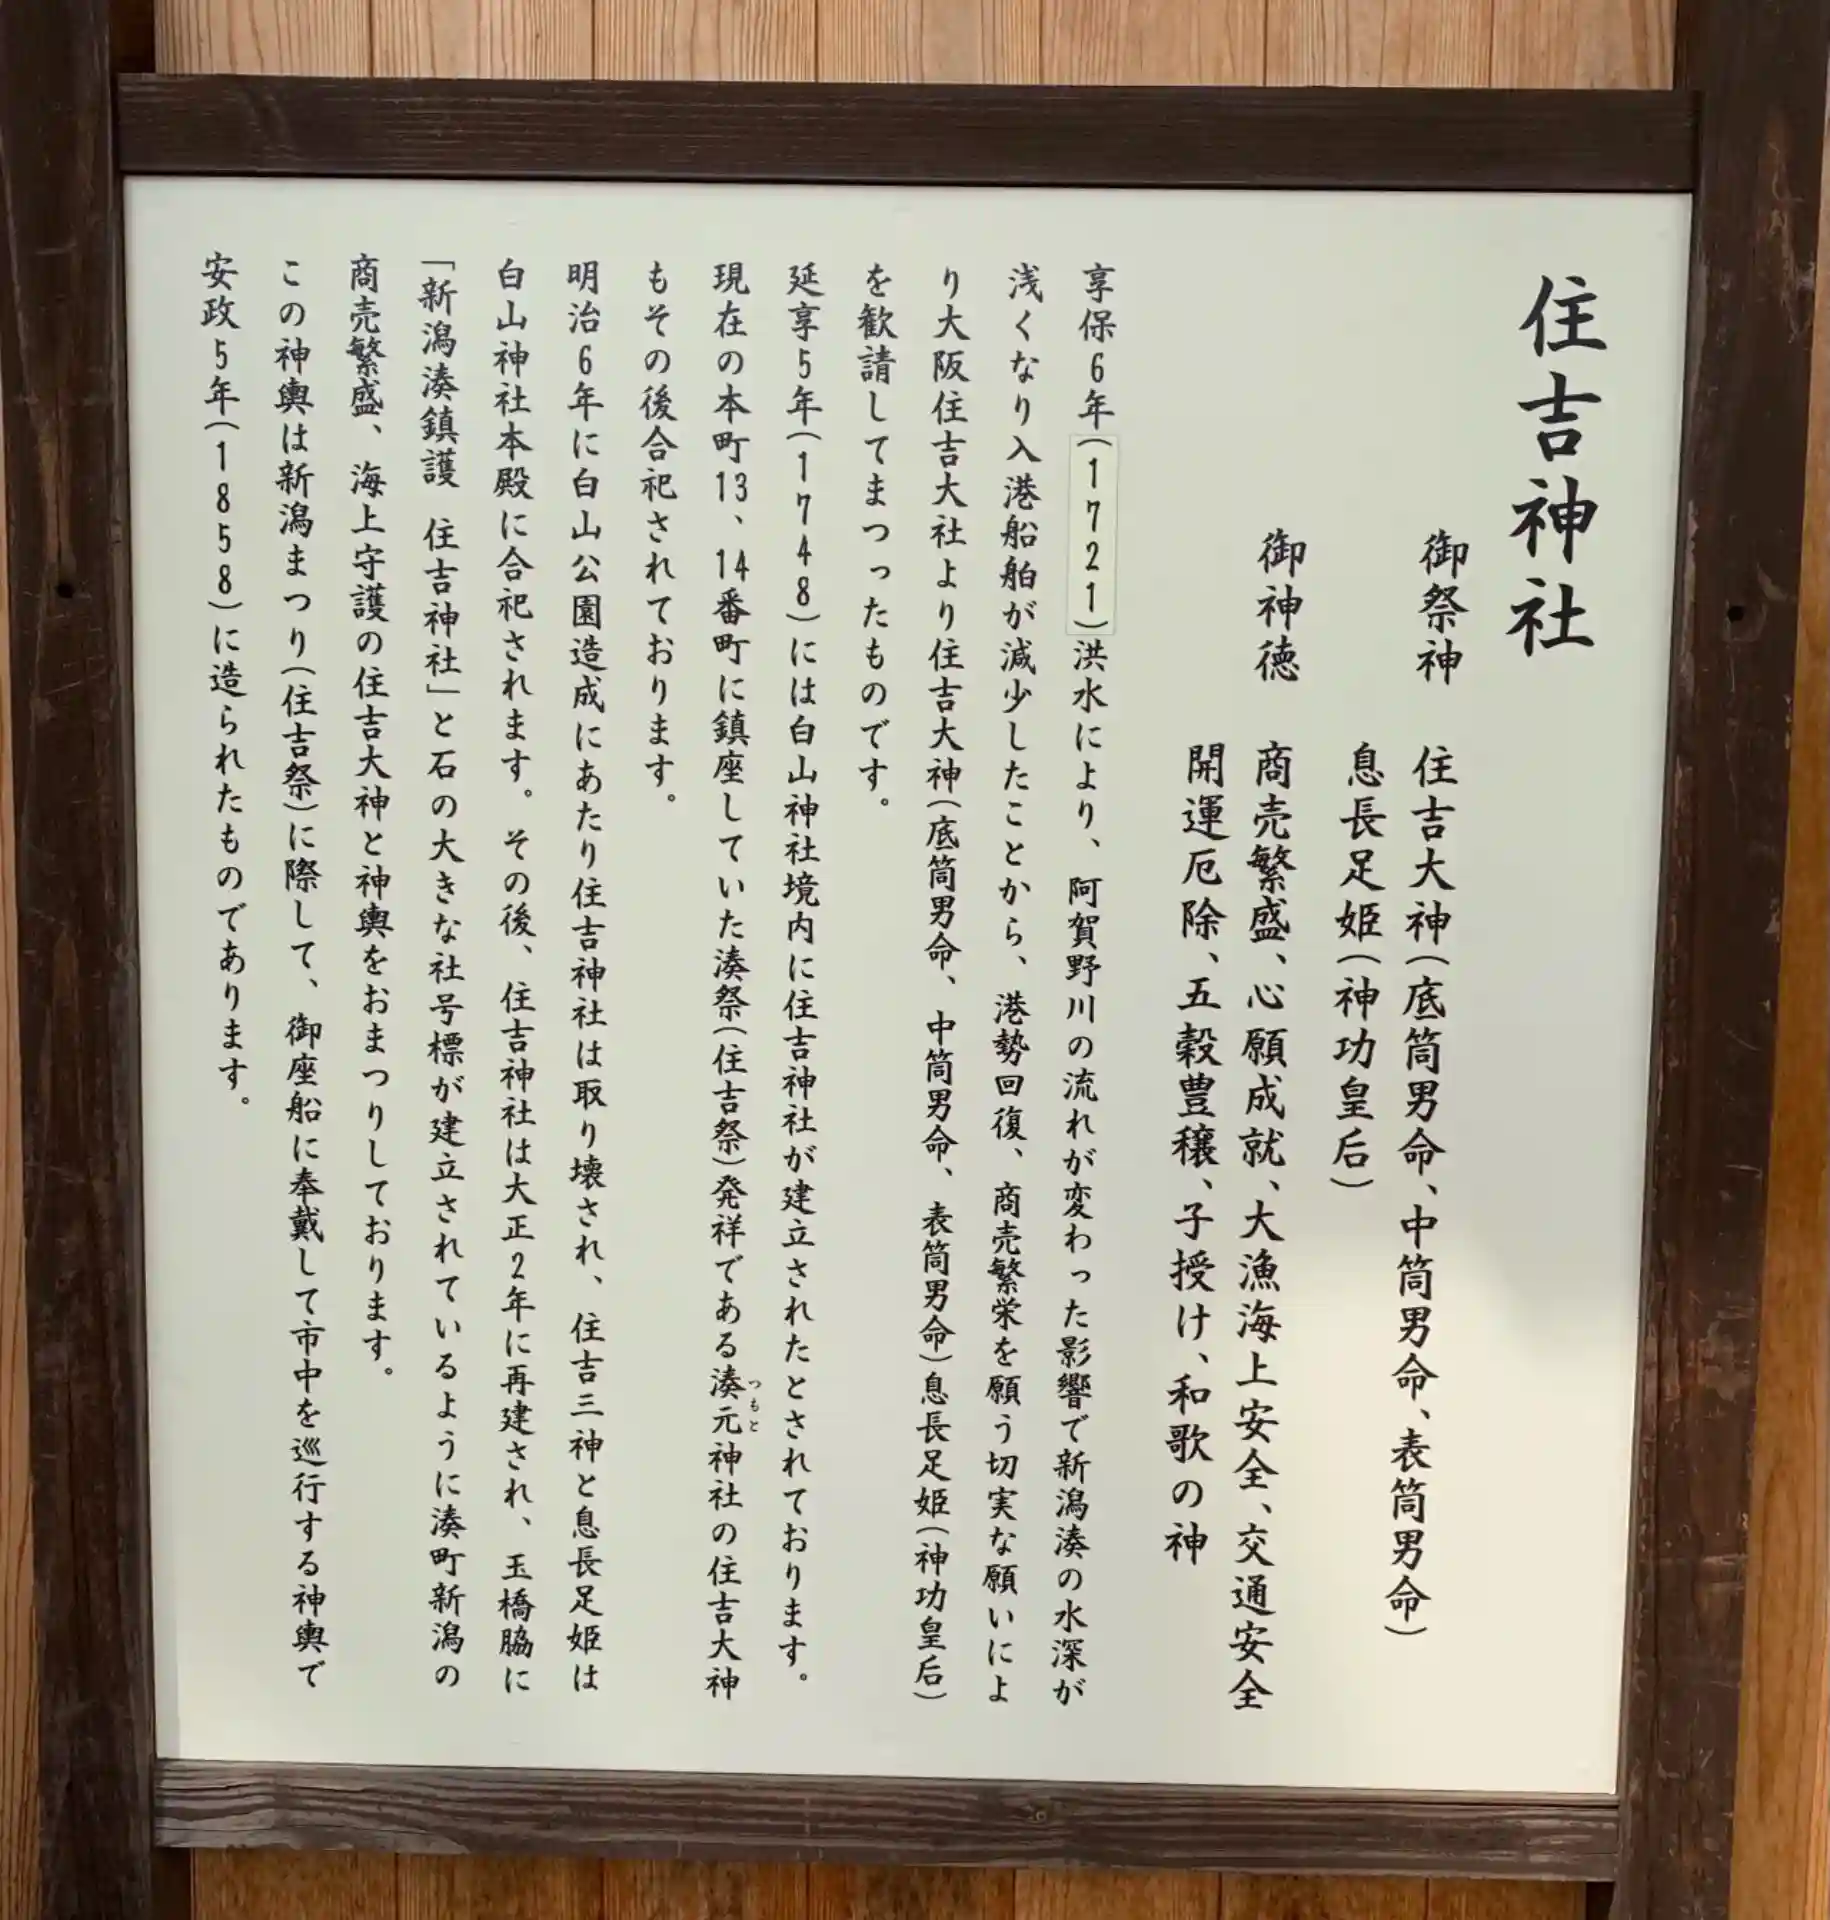 住吉神社
御祭神　住吉大神(底筒男命、中筒男命、表筒男命)
息長足姫(神功皇后)
御神徳　商売繁盛、心願成就、大漁海上安全、交通安全
開運厄除、五穀豊穣、子授け、和歌の神
享保6年(1721)洪水により、阿賀野川の流れが変わった影響で新潟湊の水深が
浅くなり入港船舶が減少したことから、港勢回復、商売繁栄を願う切実な願いによ
り大阪住吉大社より住吉大神(底筒男命、中筒男命、表筒男命)息長足姫(神功皇后)
を歓請してまつったものです。
延享5年(1748)には白山神社境内に住吉神社が建立されたとされております。
現在の本町13、14番町に鎮座していた湊祭(住吉祭)発祥である湊元神社の住吉大神
つもと
もその後合祀されております。
明治6年に白山公園造成にあたり住吉神社は取り壊され、住吉三神と息長足姫は
白山神社本殿に合祀されます。その後、住吉神社は大正2年に再建され、玉橋脇に
「新潟湊鎮護 住吉神社」と石の大きな社号標が建立されているように湊町新潟の
商売繁盛、海上守護の住吉大神と神輿をおまつりしております。
この神輿は新潟まつり(住吉祭)に際して、御座船に奉戴して市中を巡行する神輿で
安政5年(1858)に造られたものであります。